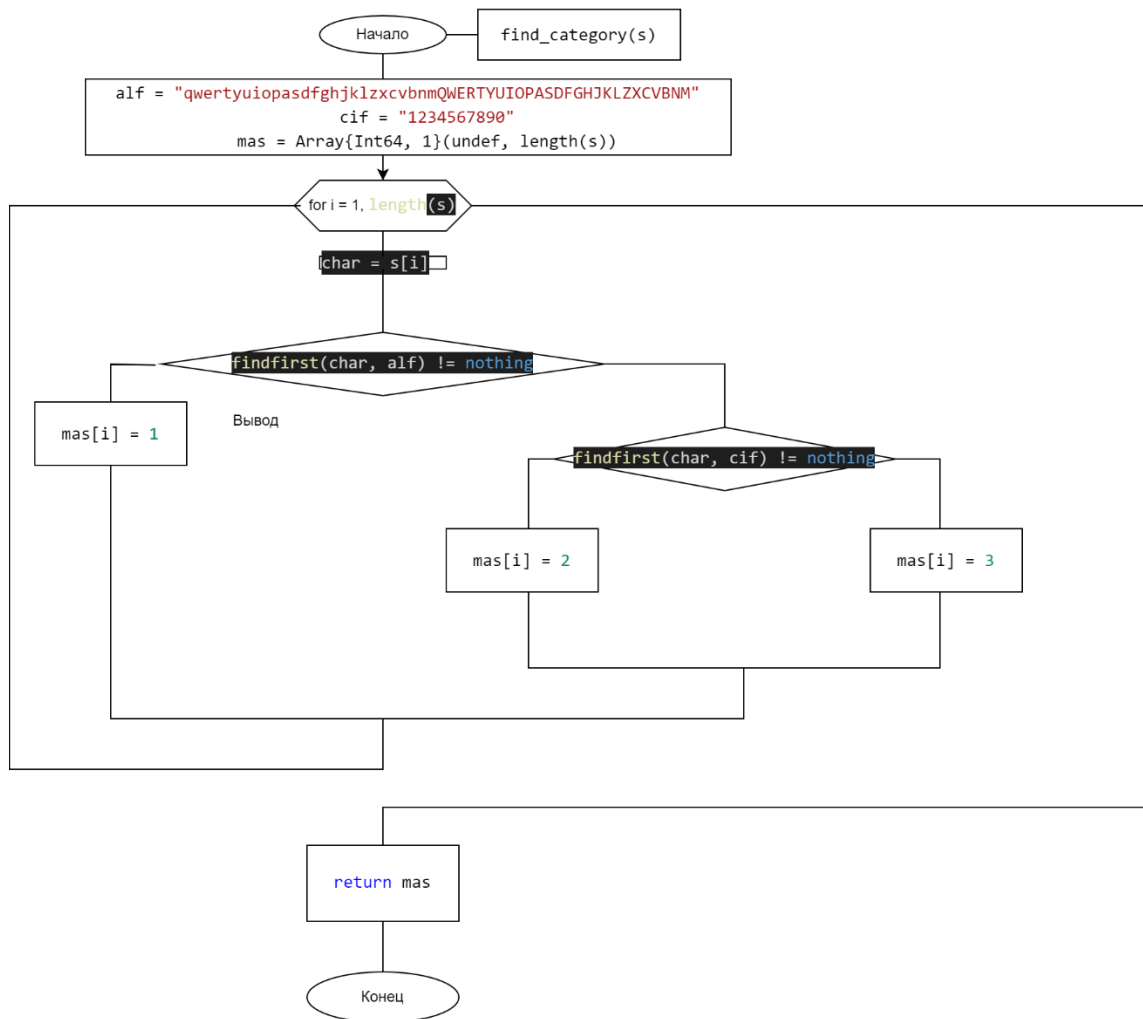 Начало
find_category(s)
alf = "qwertyuiopasdfghjklzxcvbnmQWERTYUIOPASDFGHJKLZXCVBNM"
cif = "1234567890"
mas = Array{Int64, 1}(undef, length(s))
for i = 1, length(s)
char = s[i]
findfirst(char, alf) != nothing
mas[i] = 1
Вывод
findfirst(char, cif) != nothing
mas[i] = 2
mas[i] = 3
return mas
Конец